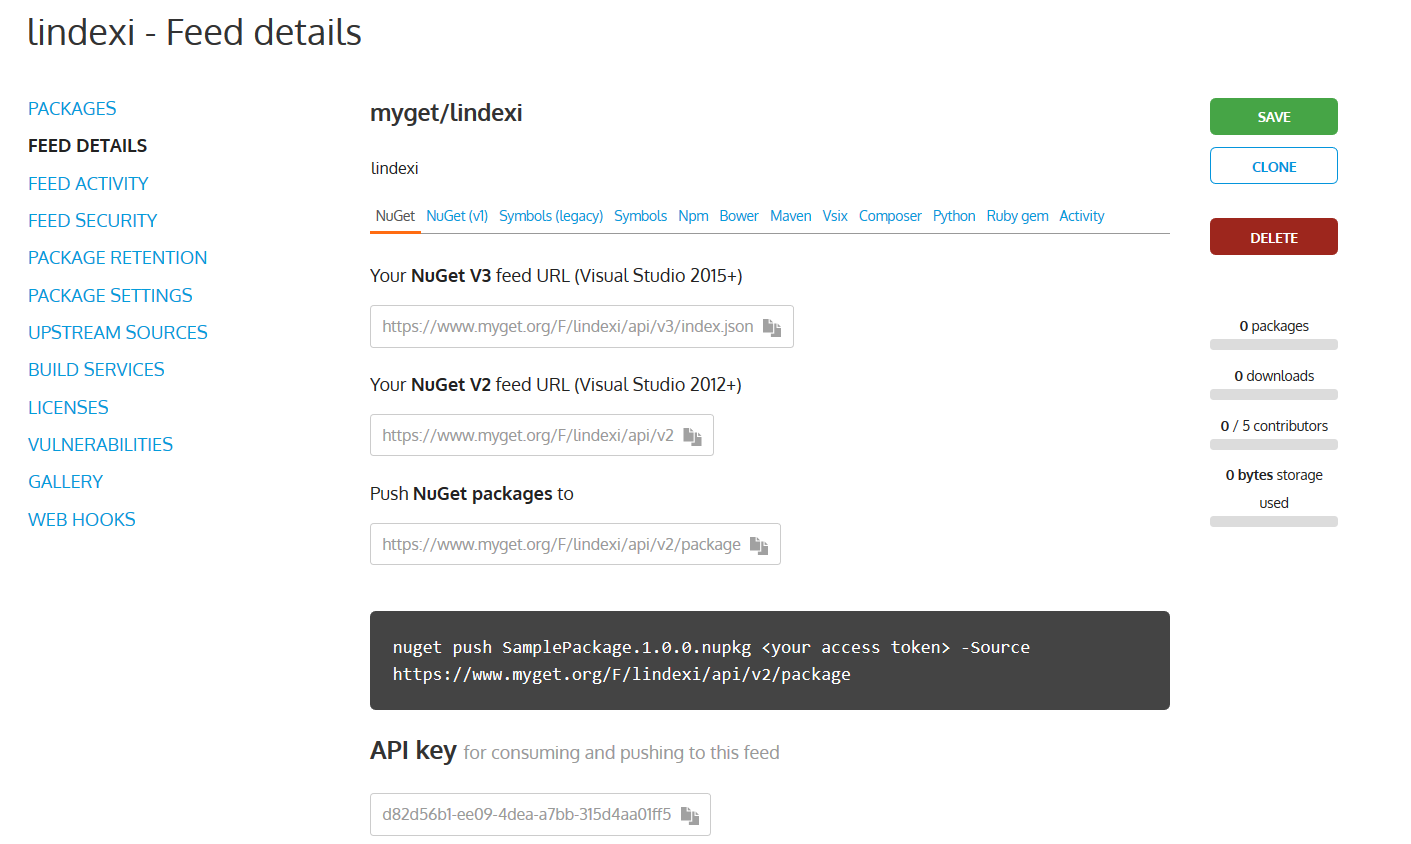 lindexi - Feed details
PACKAGES
FEED DETAILS
FEED ACTIVITY
FEED SECURITY
PACKAGE RETENTION
PACKAGE SETTINGS
UPSTREAM SOURCES
BUILD SERVICES
LICENSES
VULNERABILITIES
GALLERY
WEB HOOKS
myget/lindexi
lindexi
NuGet NuGet (v1) Symbols (legacy) Symbols Npm Bower Maven Vsix Composer Python Ruby gem Activity
Your NuGet V3 feed URL (Visual Studio 2015+)
https://www.myget.org/F/lindexi/api/v3/index.json
Your NuGet V2 feed URL (Visual Studio 2012+)
https://www.myget.org/F/lindexi/api/v2
Push NuGet packages to
https://www.myget.org/F/lindexi/api/v2/package
nuget push SamplePackage.1.0.0.nupkg <your access token> -Source
https://www.myget.org/F/lindexi/api/v2/package
API key for consuming and pushing to this feed
d82d56b1-ee09-4dea-a7bb-315d4aa01ff5
SAVE
CLONE
DELETE
0 packages
0 downloads
0 / 5 contributors
0 bytes storage
used